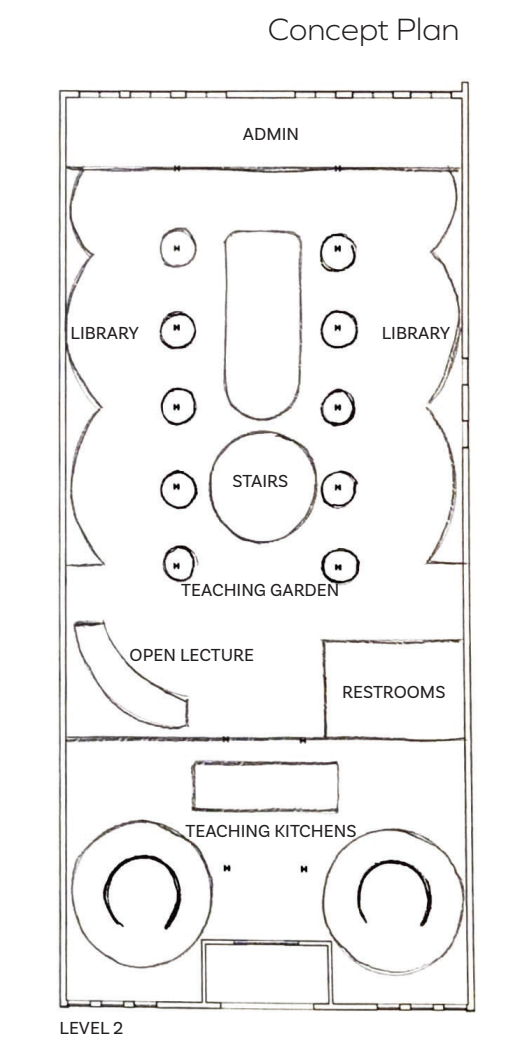 Concept Plan
ADMIN
LIBRARY
LIBRARY
STAIRS
TEACHING GARDEN
OPEN LECTURE
RESTROOMS
TEACHING KITCHENS
LEVEL 2